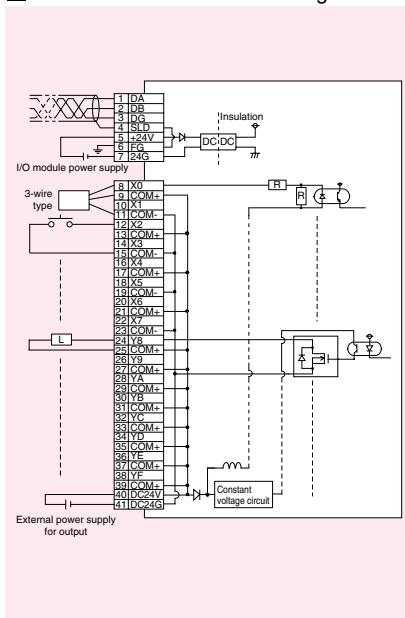 1 DA
2 DB
3 DG
4 SLD
5 +24V
6 FG
7 24G
Insulation
DC DC
I/O module power supply
3-wire
type
8 X0
9 COM+
10 X1
11 COM-
12 X2
13 COM+
14 X3
15 COM-
16 X4
17 COM+
18 X5
19 COM-
20 X6
21 COM+
22 X7
23 COM-
24 Y8
25 COM+
26 Y9
27 COM+
28 YA
29 COM+
30 YB
31 COM+
32 YC
33 COM+
34 YD
35 COM+
36 YE
37 COM+
38 YF
39 COM+
40 DC24V
41 DC24G
R
R
L
Constant
voltage circuit
External power supply
for output